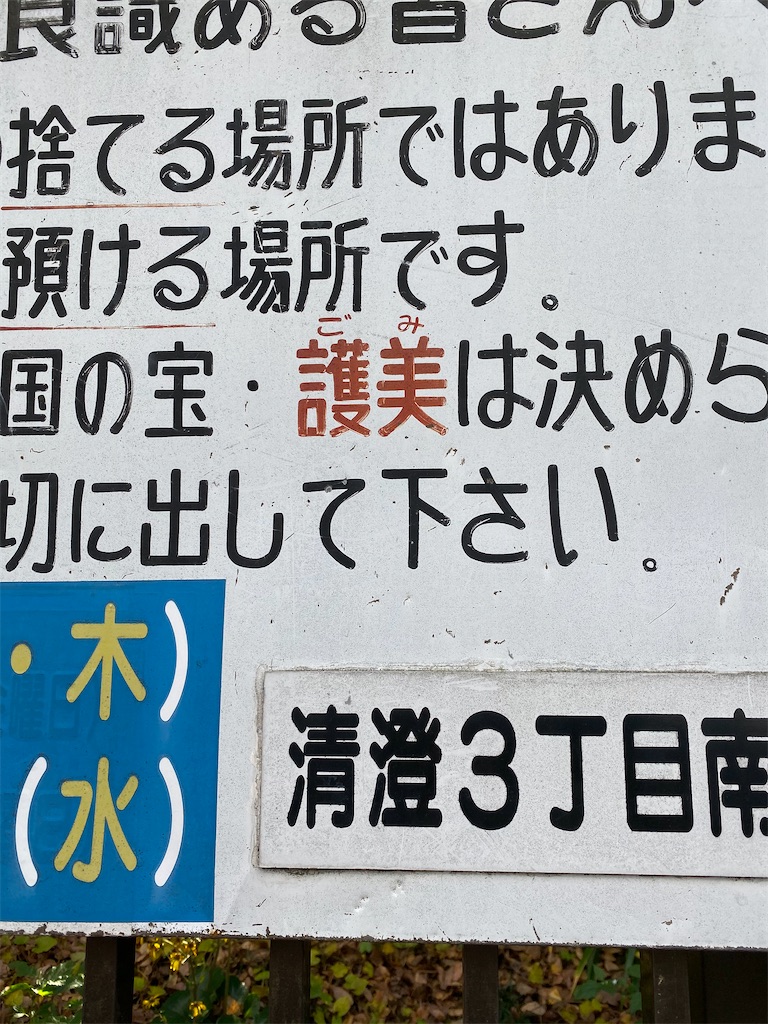 良識ある皆さんへ
捨てる場所ではありま
預ける場所です。
ごみ
国の宝・護美は決めら
切に出して下さい。
・木)
(水)
清澄3丁目南